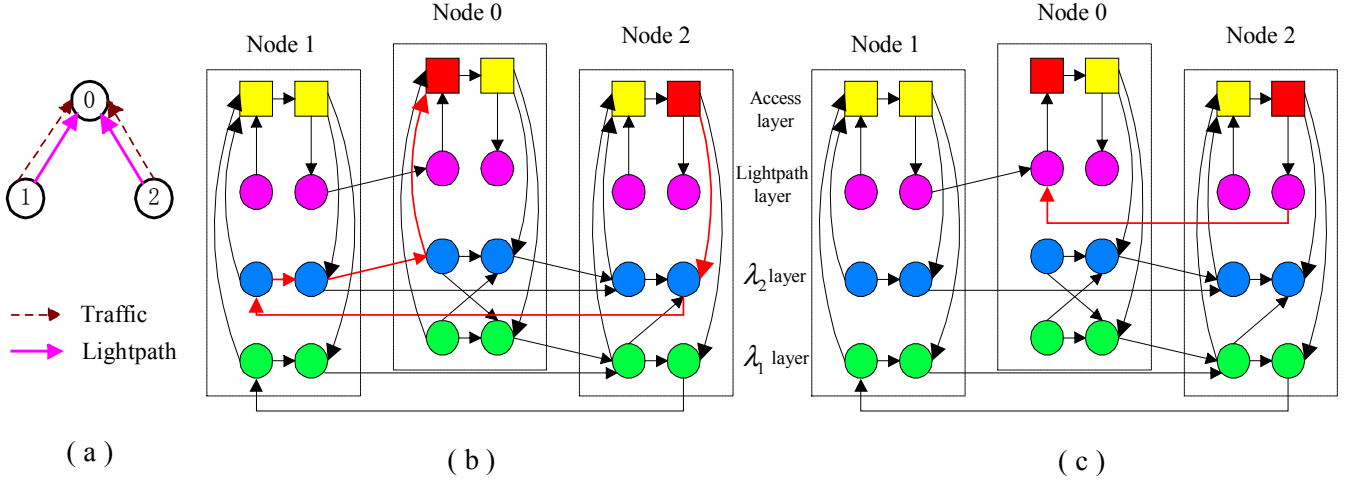 Node 0
Node 0
Node 1
Node 2
Node 1
Node 2
0
Access
layer
Lightpath
layer
1
2
λ2 layer
Traffic
Lightpath
λ1 layer
( a )
( b )
( c )